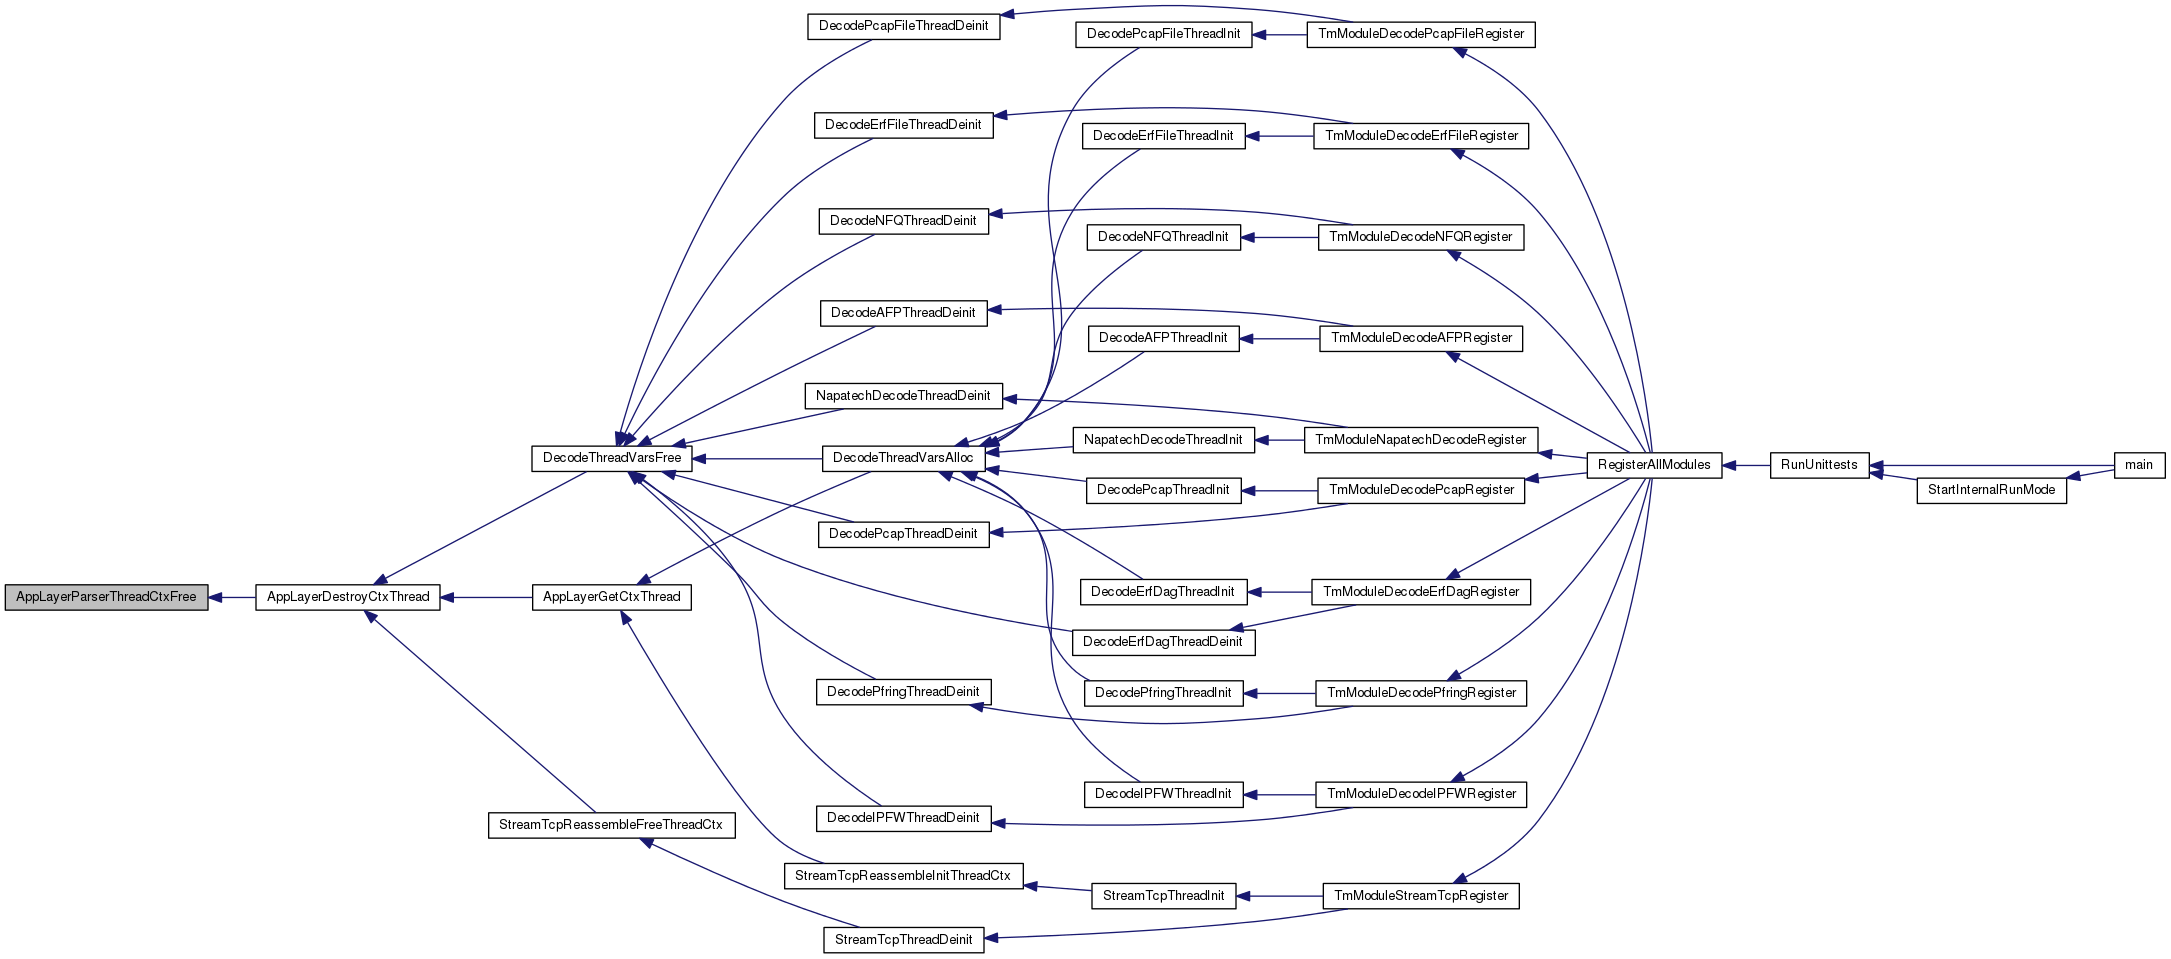 DecodePcapFileThreadDeinit
DecodePcapFileThreadInit
TmModuleDecodePcapFileRegister
DecodeErfFileThreadDeinit
DecodeErfFileThreadInit
TmModuleDecodeErfFileRegister
DecodeNFQThreadDeinit
DecodeNFQThreadInit
TmModuleDecodeNFQRegister
DecodeAFPThreadDeinit
DecodeAFPThreadInit
TmModuleDecodeAFPRegister
NapatechDecodeThreadDeinit
NapatechDecodeThreadInit
TmModuleNapatechDecodeRegister
DecodeThreadVarsFree
DecodeThreadVarsAlloc
RegisterAllModules
RunUnittests
main
DecodePcapThreadInit
TmModuleDecodePcapRegister
StartInternalRunMode
DecodePcapThreadDeinit
AppLayerParserThreadCtxFree
AppLayerDestroyCtxThread
AppLayerGetCtxThread
DecodeErfDagThreadInit
TmModuleDecodeErfDagRegister
DecodeErfDagThreadDeinit
DecodePfringThreadDeinit
DecodePfringThreadInit
TmModuleDecodePfringRegister
DecodeIPFWThreadInit
TmModuleDecodeIPFWRegister
DecodeIPFWThreadDeinit
StreamTcpReassembleFreeThreadCtx
StreamTcpReassembleInitThreadCtx
StreamTcpThreadInit
TmModuleStreamTcpRegister
StreamTcpThreadDeinit